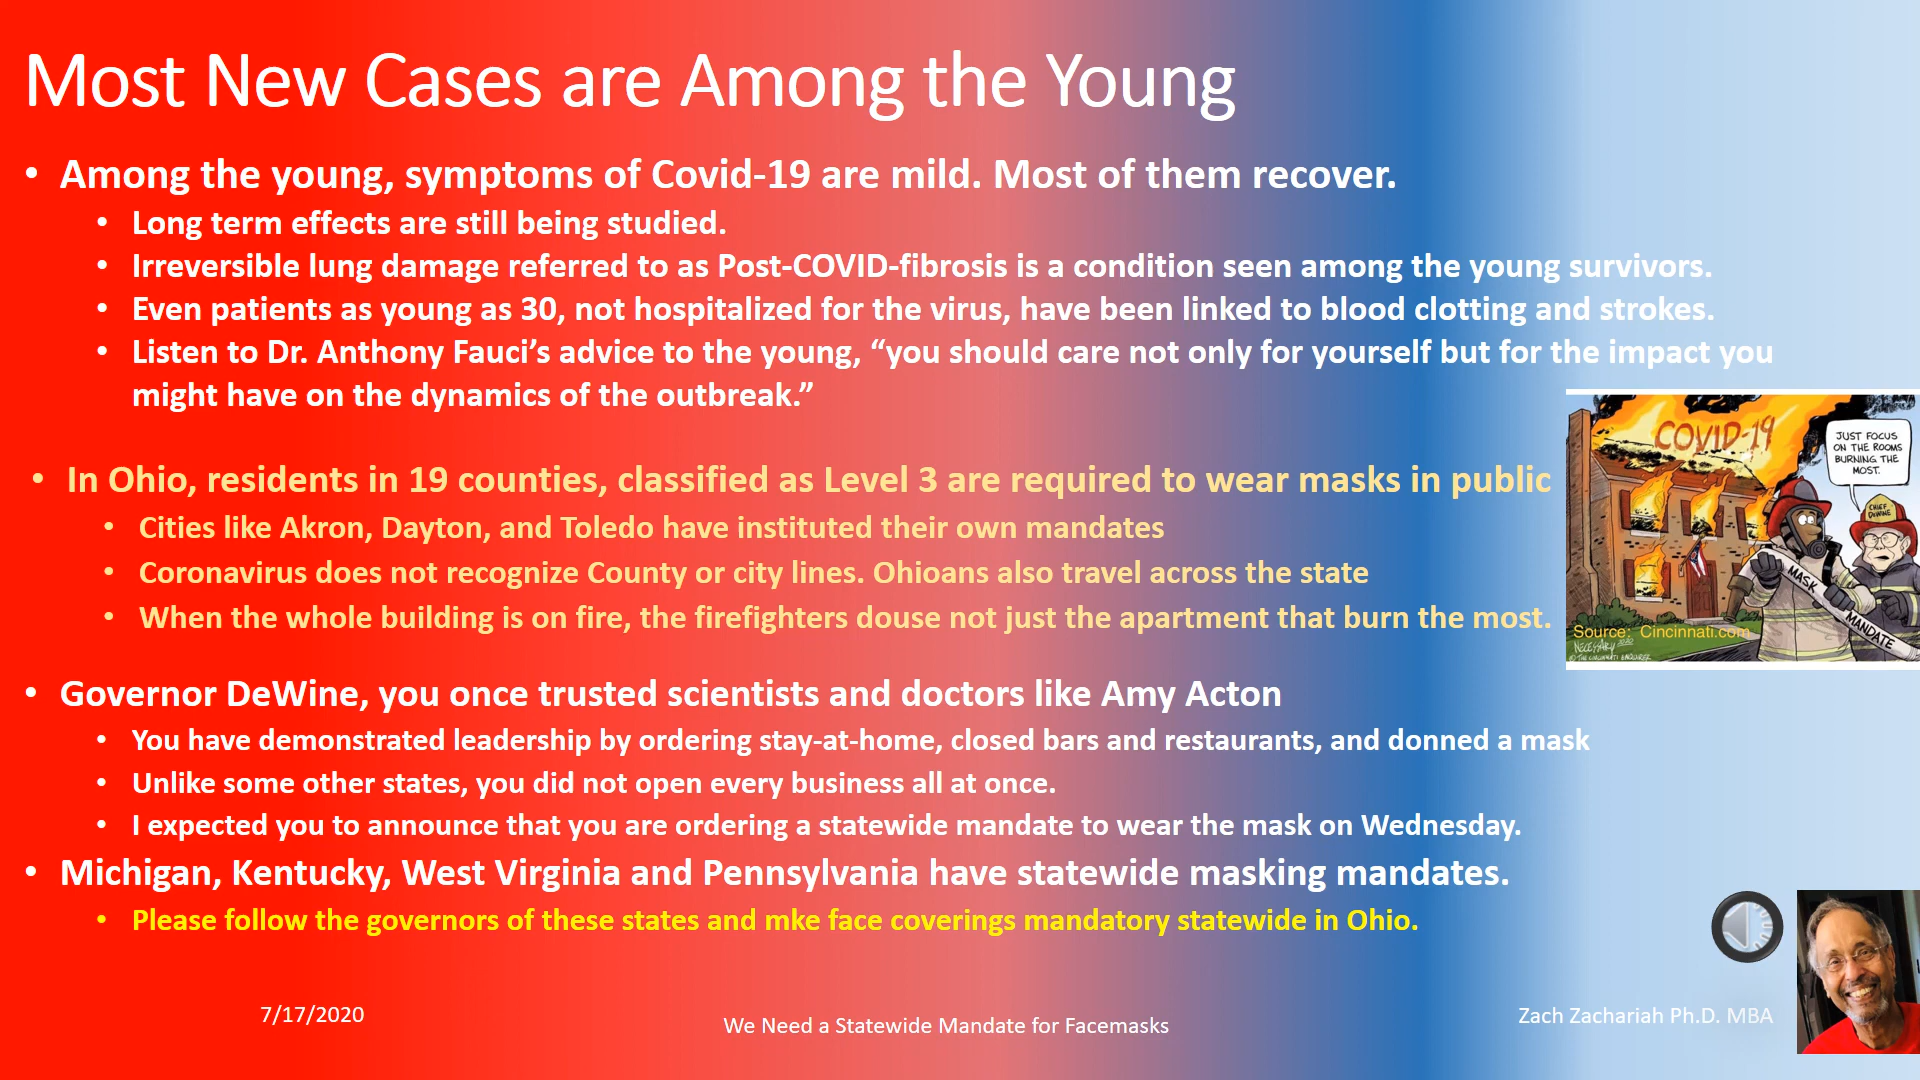 Most New Cases are Among the Young
• Among the young, symptoms of Covid-19 are mild. Most of them recover.
• Long term effects are still being studied.
• Irreversible lung damage referred to as Post-COVID-fibrosis is a condition seen among the young survivors.
• Even patients as young as 30, not hospitalized for the virus, have been linked to blood clotting and strokes.
• Listen to Dr. Anthony Fauci’s advice to the young, “you should care not only for yourself but for the impact you
might have on the dynamics of the outbreak.”
COVID-19
JUST FOCUS
ON THE ROOMS
BURNING THE
MOST.
CHIEF
DEWINE
MASK
MANDATE
Source: Cincinnati.com
© THE CINCINNATI ENQUIRER
• In Ohio, residents in 19 counties, classified as Level 3 are required to wear masks in public
• Cities like Akron, Dayton, and Toledo have instituted their own mandates
• Coronavirus does not recognize County or city lines. Ohioans also travel across the state
• When the whole building is on fire, the firefighters douse not just the apartment that burn the most.
• Governor DeWine, you once trusted scientists and doctors like Amy Acton
• You have demonstrated leadership by ordering stay-at-home, closed bars and restaurants, and donned a mask
• Unlike some other states, you did not open every business all at once.
• I expected you to announce that you are ordering a statewide mandate to wear the mask on Wednesday.
• Michigan, Kentucky, West Virginia and Pennsylvania have statewide masking mandates.
• Please follow the governors of these states and mke face coverings mandatory statewide in Ohio.
7/17/2020
We Need a Statewide Mandate for Facemasks
Zach Zachariah Ph.D. MBA